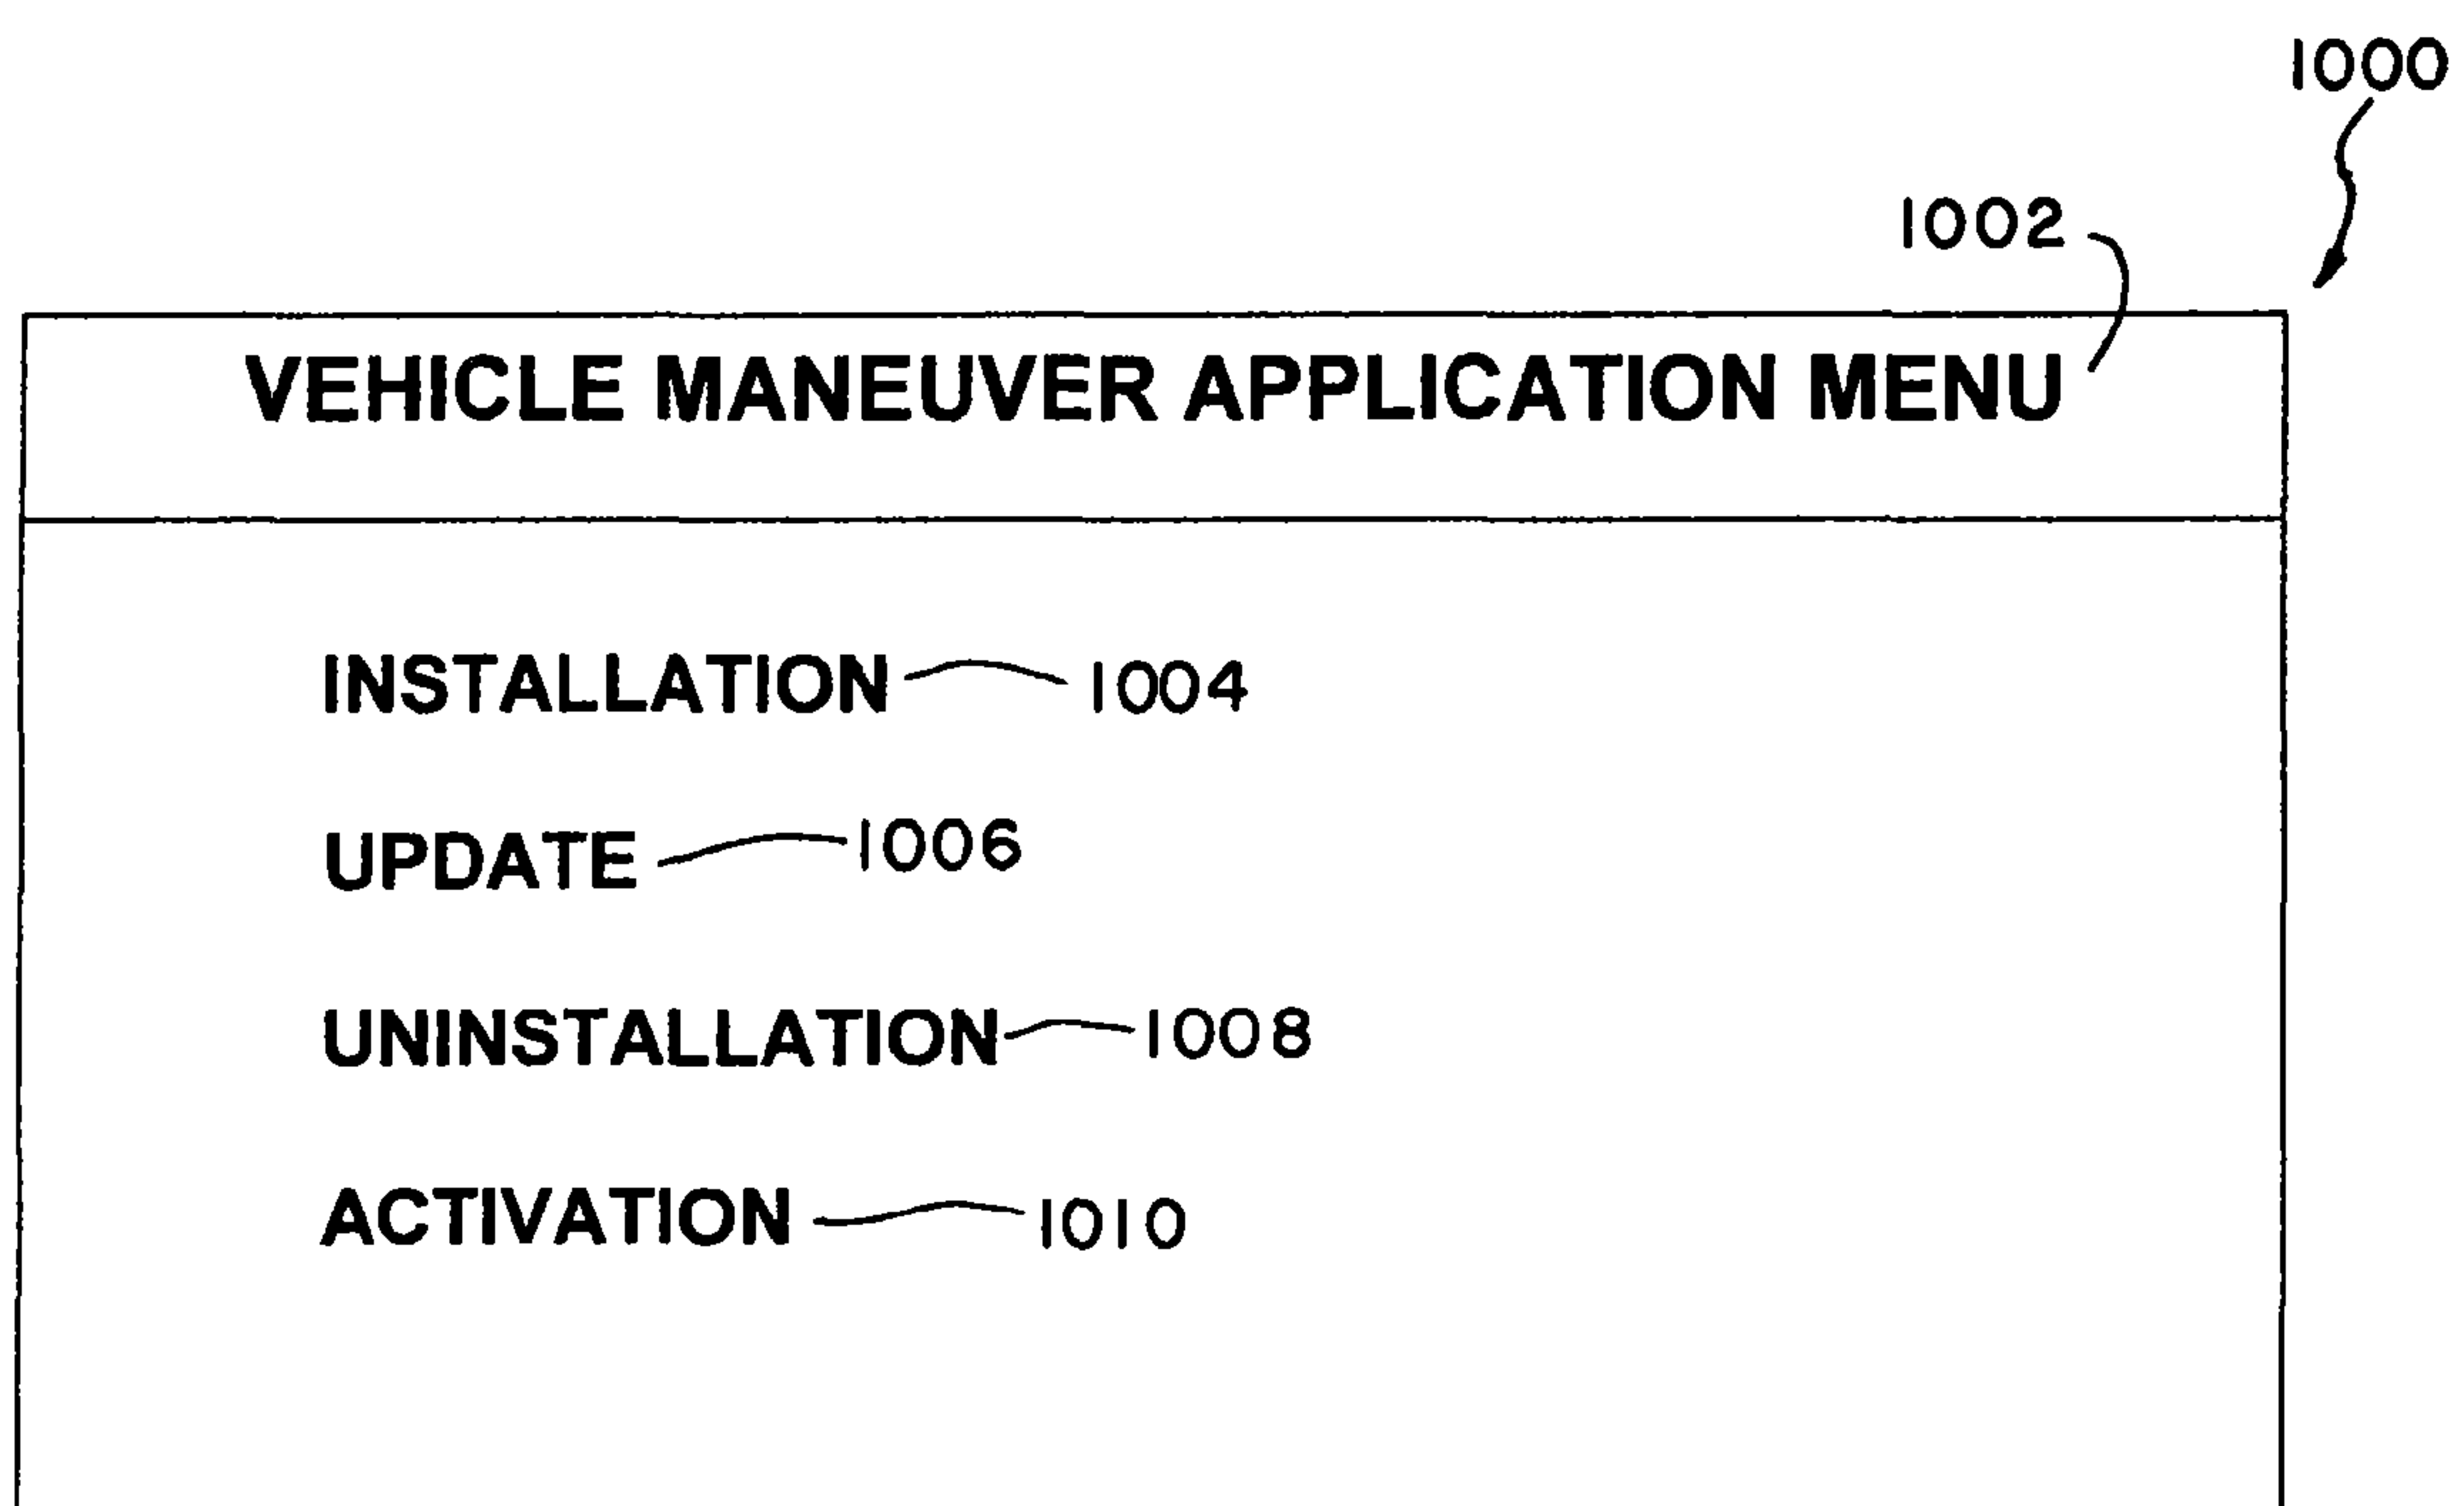 1000
1002
VEHICLE MANEUVER APPLICATION MENU
INSTALLATION 1004
UPDATE 1006
UNINSTALLATION 1008
ACTIVATION 1010